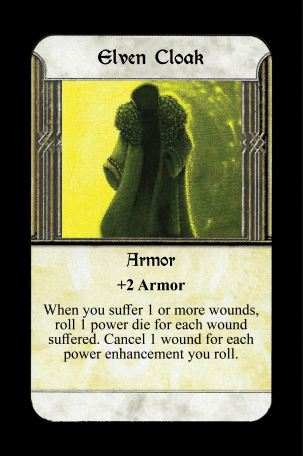 Elven Cloak
Armor
+2 Armor
When you suffer 1 or more wounds,
roll 1 power die for each wound
suffered. Cancel 1 wound for each
power enhancement you roll.